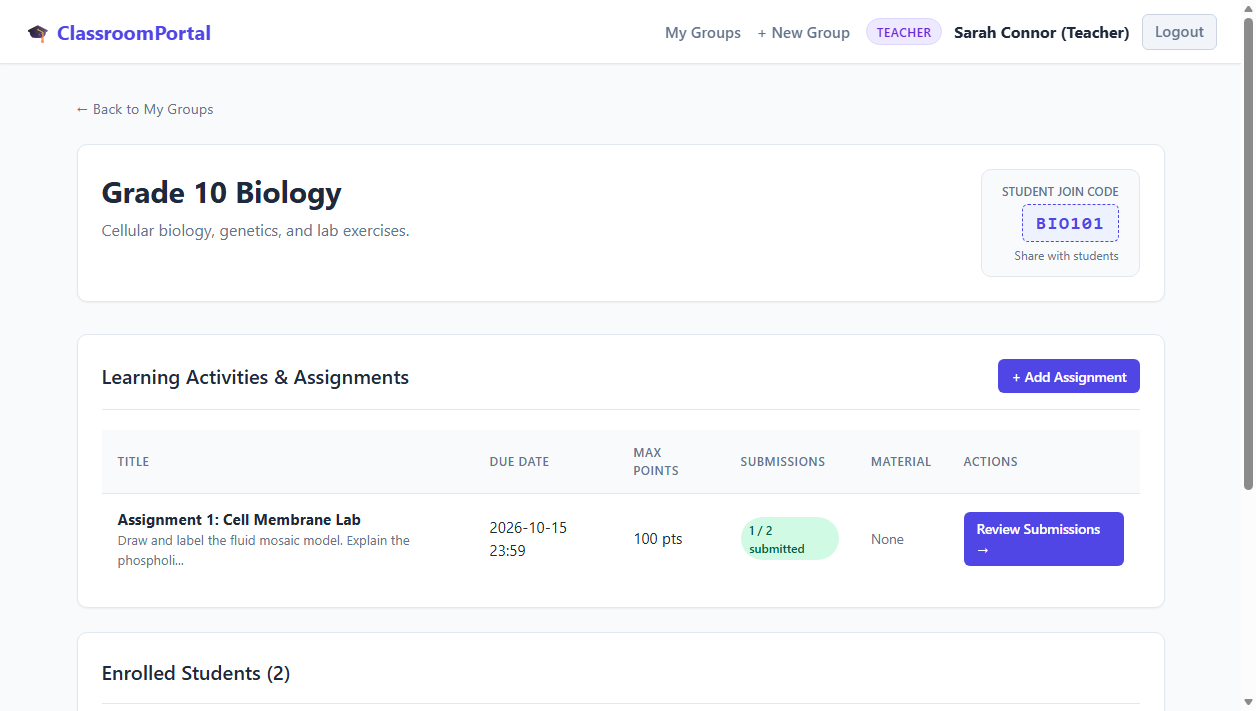 ClassroomPortal
My Groups
+ New Group
TEACHER
Sarah Connor (Teacher)
Logout
← Back to My Groups
Grade 10 Biology
Cellular biology, genetics, and lab exercises.
STUDENT JOIN CODE
BIO101
Share with students
Learning Activities & Assignments
+ Add Assignment
TITLE
DUE DATE
MAX
POINTS
SUBMISSIONS
MATERIAL
ACTIONS
Assignment 1: Cell Membrane Lab
Draw and label the fluid mosaic model. Explain the
phospholi...
2026-10-15
23:59
100 pts
1 / 2
submitted
None
Review Submissions
→
Enrolled Students (2)